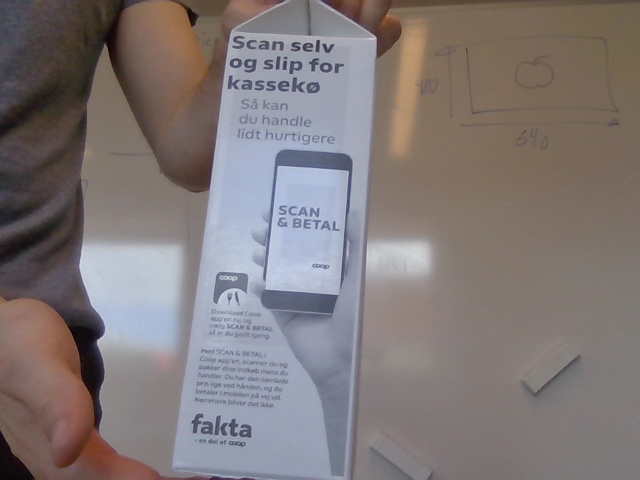 Scan selv
og slip for
kassekø
Så kan
du handle
lidt hurtigere
SCAN
& BETAL
coop
coop
Download Coop
app'en nu og
vælg SCAN & BETAL
så er du godt igang.
Med SCAN & BETAL i
Coop app'en, scanner du og
pakker dine indkøb mens du
handler. Du har den samlede
pris lige ved hånden, og du
betaler i mobilen på vej ud.
Nemmere bliver det ikke.
fakta
- en del af coop
480
640